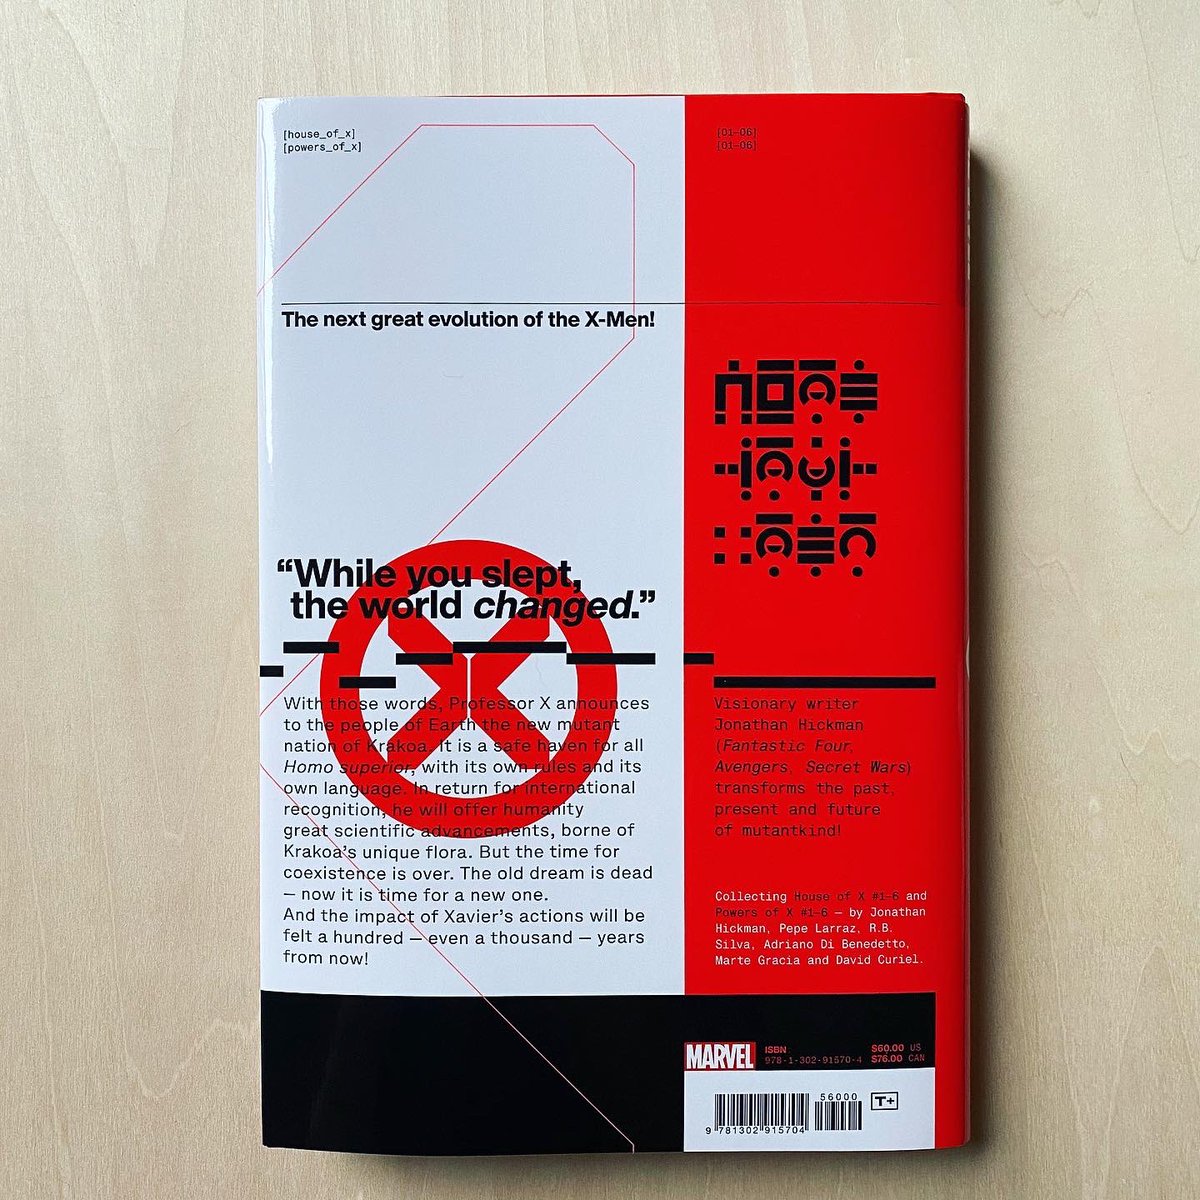 [house_of_x]
[powers_of_x]
[01–06]
[01–06]
The next great evolution of the X-Men!
“While you slept,
the world changed.”
With those words, Professor X announces
to the people of Earth the new mutant
nation of Krakoa. It is a safe haven for all
Homo superior, with its own rules and its
own language. In return for international
recognition, he will offer humanity
great scientific advancements, borne of
Krakoa’s unique flora. But the time for
coexistence is over. The old dream is dead
— now it is time for a new one.
And the impact of Xavier’s actions will be
felt a hundred — even a thousand — years
from now!
Visionary writer
Jonathan Hickman
(Fantastic Four,
Avengers, Secret Wars)
transforms the past,
present and future
of mutantkind!
Collecting House of X #1–6 and
Powers of X #1–6 — by Jonathan
Hickman, Pepe Larraz, R.B.
Silva, Adriano Di Benedetto,
Marte Gracia and David Curiel.
MARVEL
ISBN
978-1-302-91570-4
$60.00 US
$76.00 CAN
56000
T+
9 781302 915704